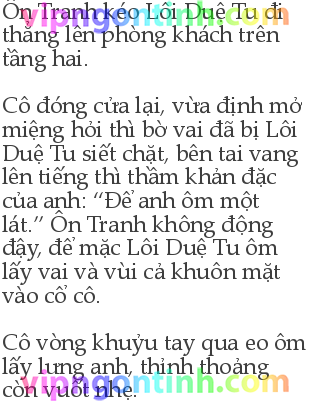 Ôn Tranh kéo Lôi Duệ Tu đi
thẳng lên phòng khách trên
tầng hai.
Cô đóng cửa lại, vừa định mở
miệng hỏi thì bờ vai đã bị Lôi
Duệ Tu siết chặt, bên tai vang
lên tiếng thì thầm khản đặc
của anh: “Để anh ôm một
lát.” Ôn Tranh không động
đậy, để mặc Lôi Duệ Tu ôm
lấy vai và vùi cả khuôn mặt
vào cổ cô.
Cô vòng khuỷu tay qua eo ôm
lấy lưng anh, thỉnh thoảng
còn vuốt nhẹ.
vipngontinh.com
vipngontinh.com